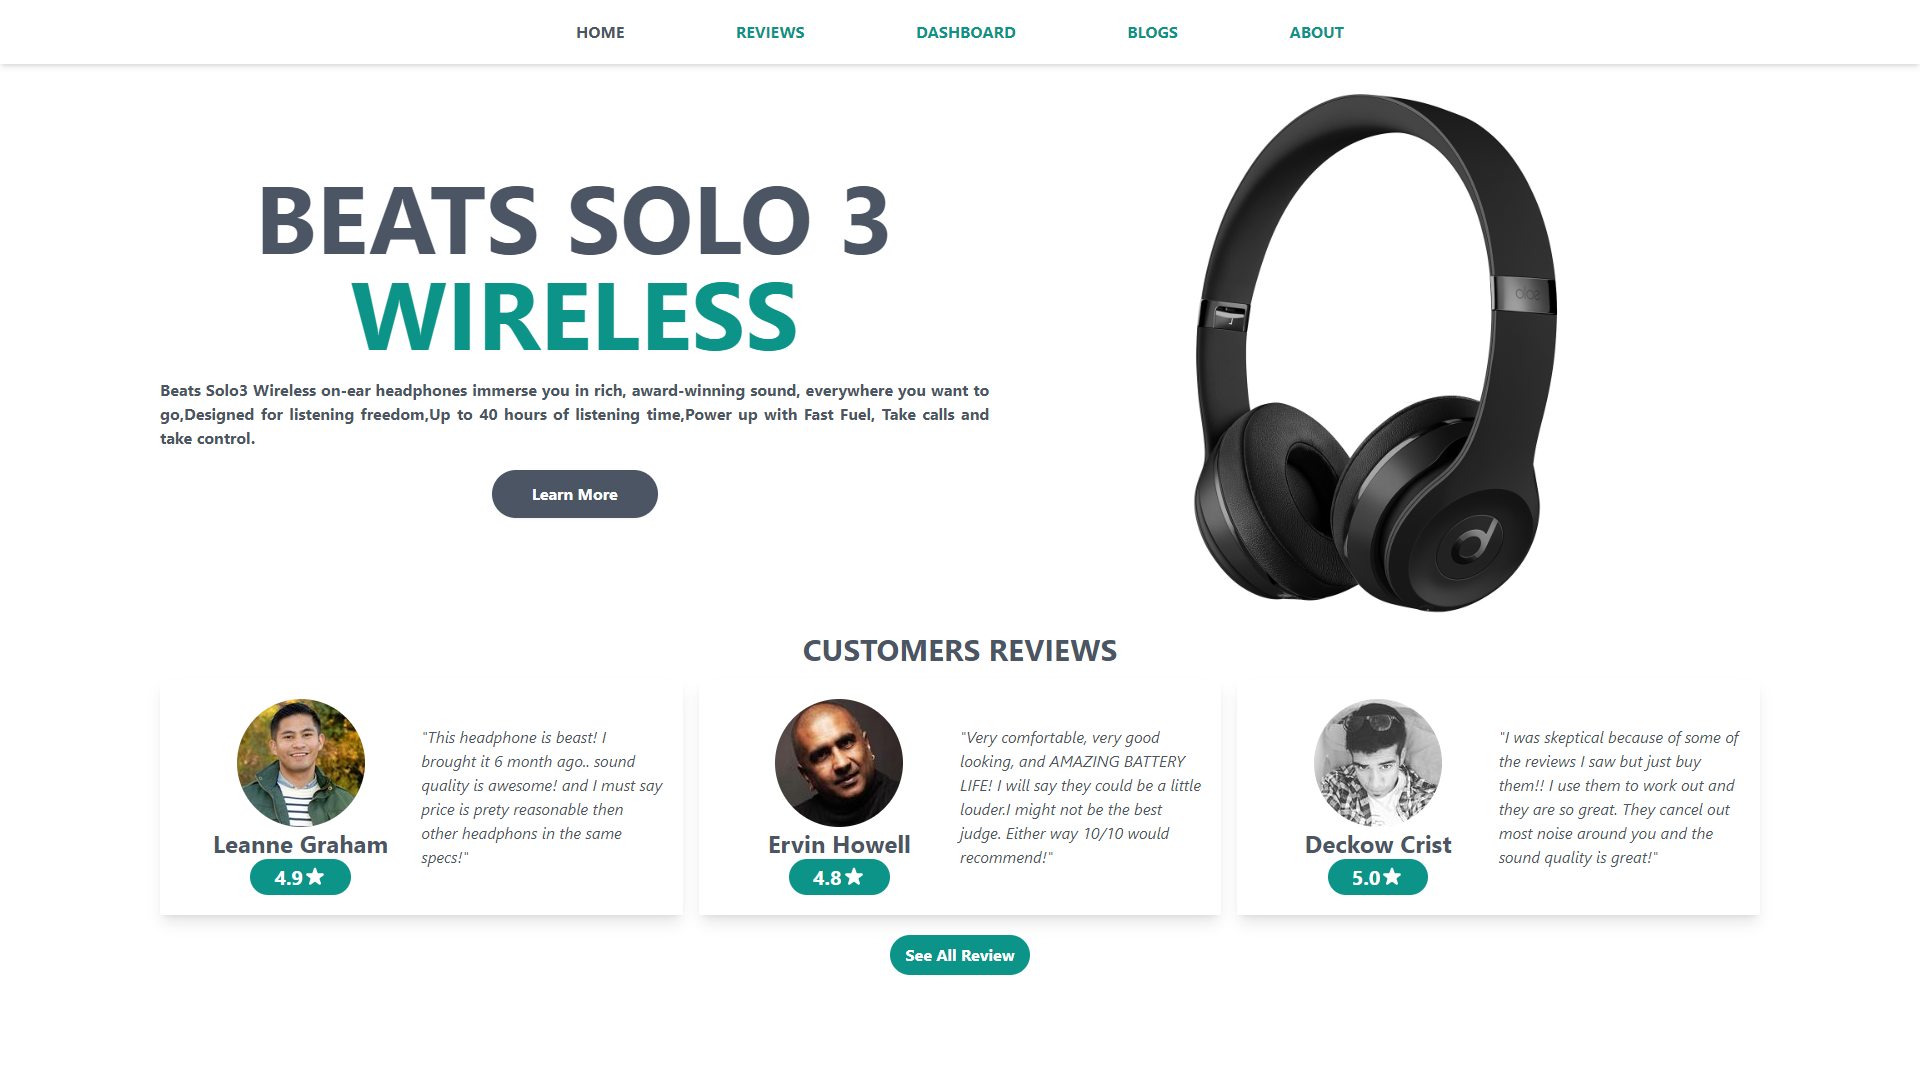 HOME REVIEWS DASHBOARD BLOGS ABOUT
BEATS SOLO 3
WIRELESS
Beats Solo3 Wireless on-ear headphones immerse you in rich, award-winning sound, everywhere you want to
go,Designed for listening freedom,Up to 40 hours of listening time,Power up with Fast Fuel, Take calls and
take control.
Learn More
CUSTOMERS REVIEWS
"This headphone is beast! I
brought it 6 month ago.. sound
quality is awesome! and I must say
price is prety reasonable then
other headphons in the same
specs!"
Leanne Graham
4.9
"Very comfortable, very good
looking, and AMAZING BATTERY
LIFE! I will say they could be a little
louder.I might not be the best
judge. Either way 10/10 would
recommend!"
Ervin Howell
4.8
"I was skeptical because of some of
the reviews I saw but just buy
them!! I use them to work out and
they are so great. They cancel out
most noise around you and the
sound quality is great!"
Deckow Crist
5.0
See All Review